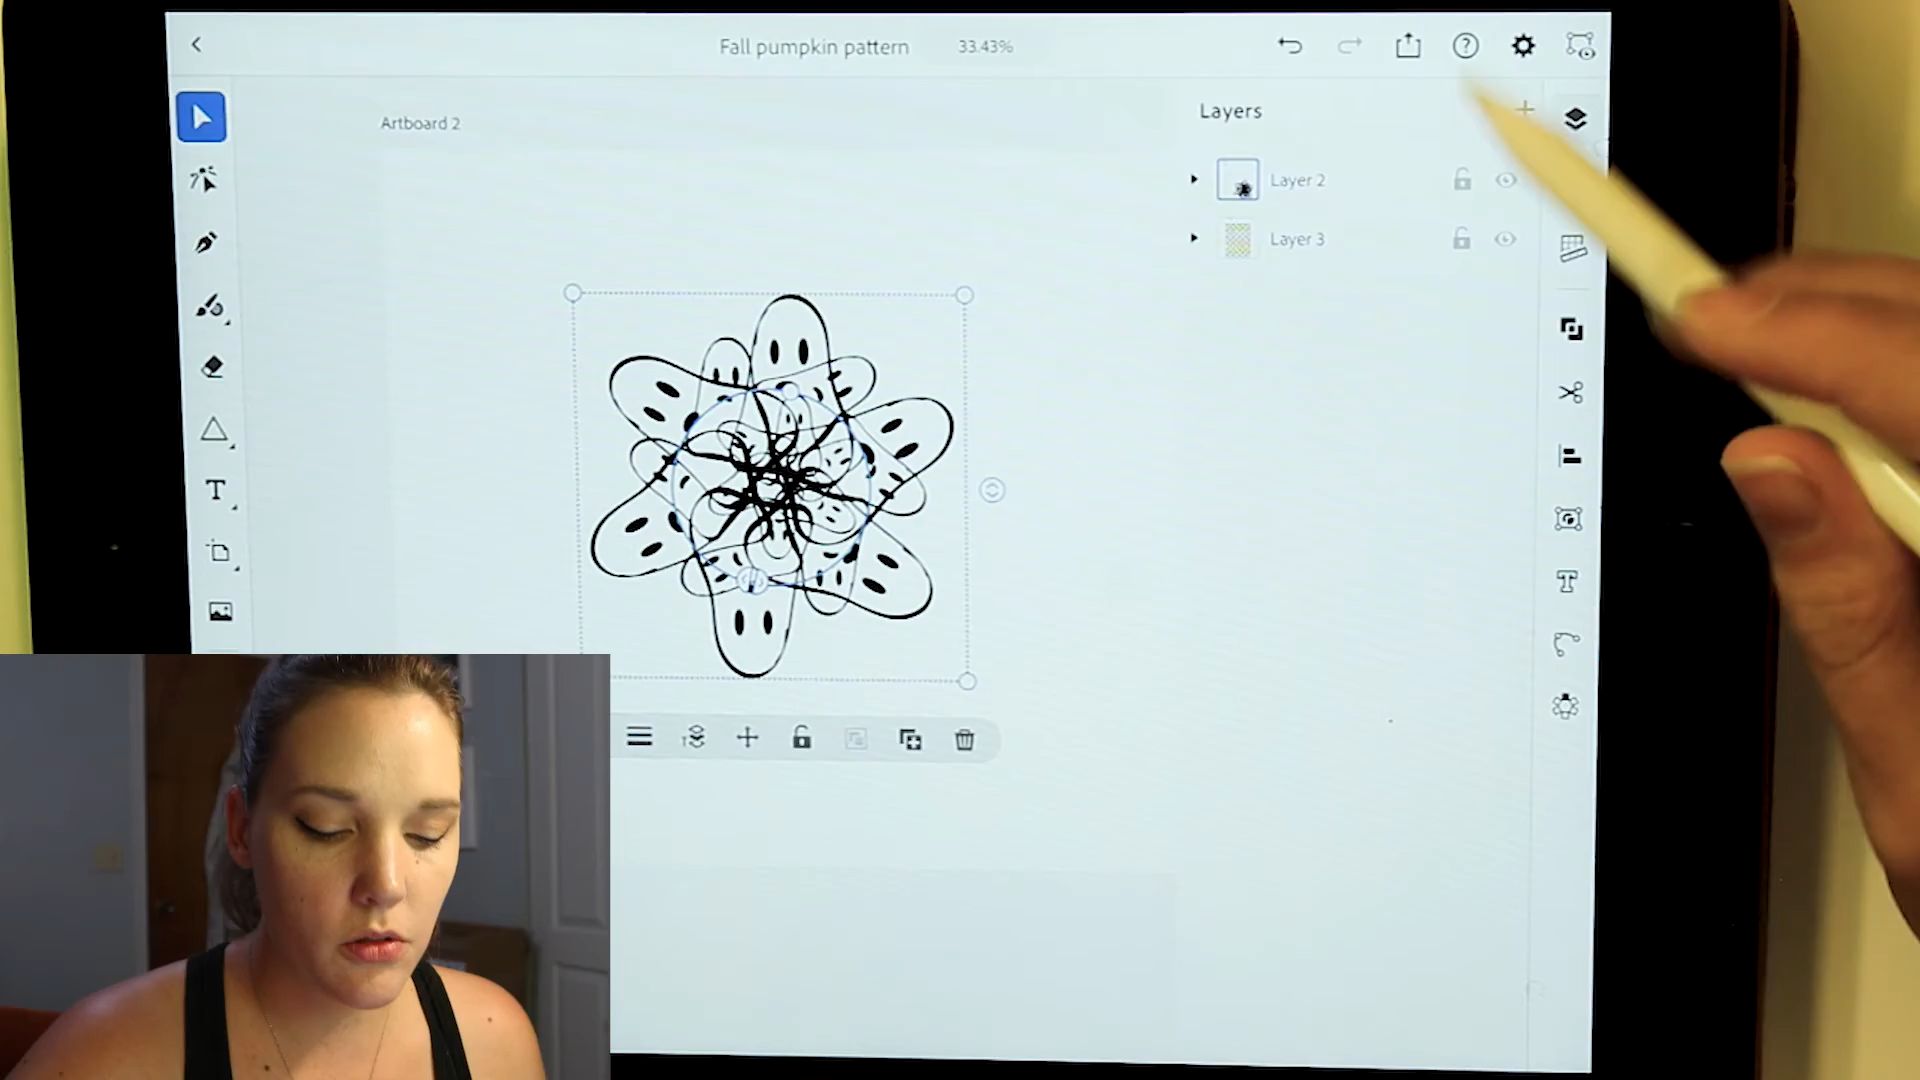 Fall pumpkin pattern 33.43%
Artboard 2
Layers
Layer 2
Layer 3